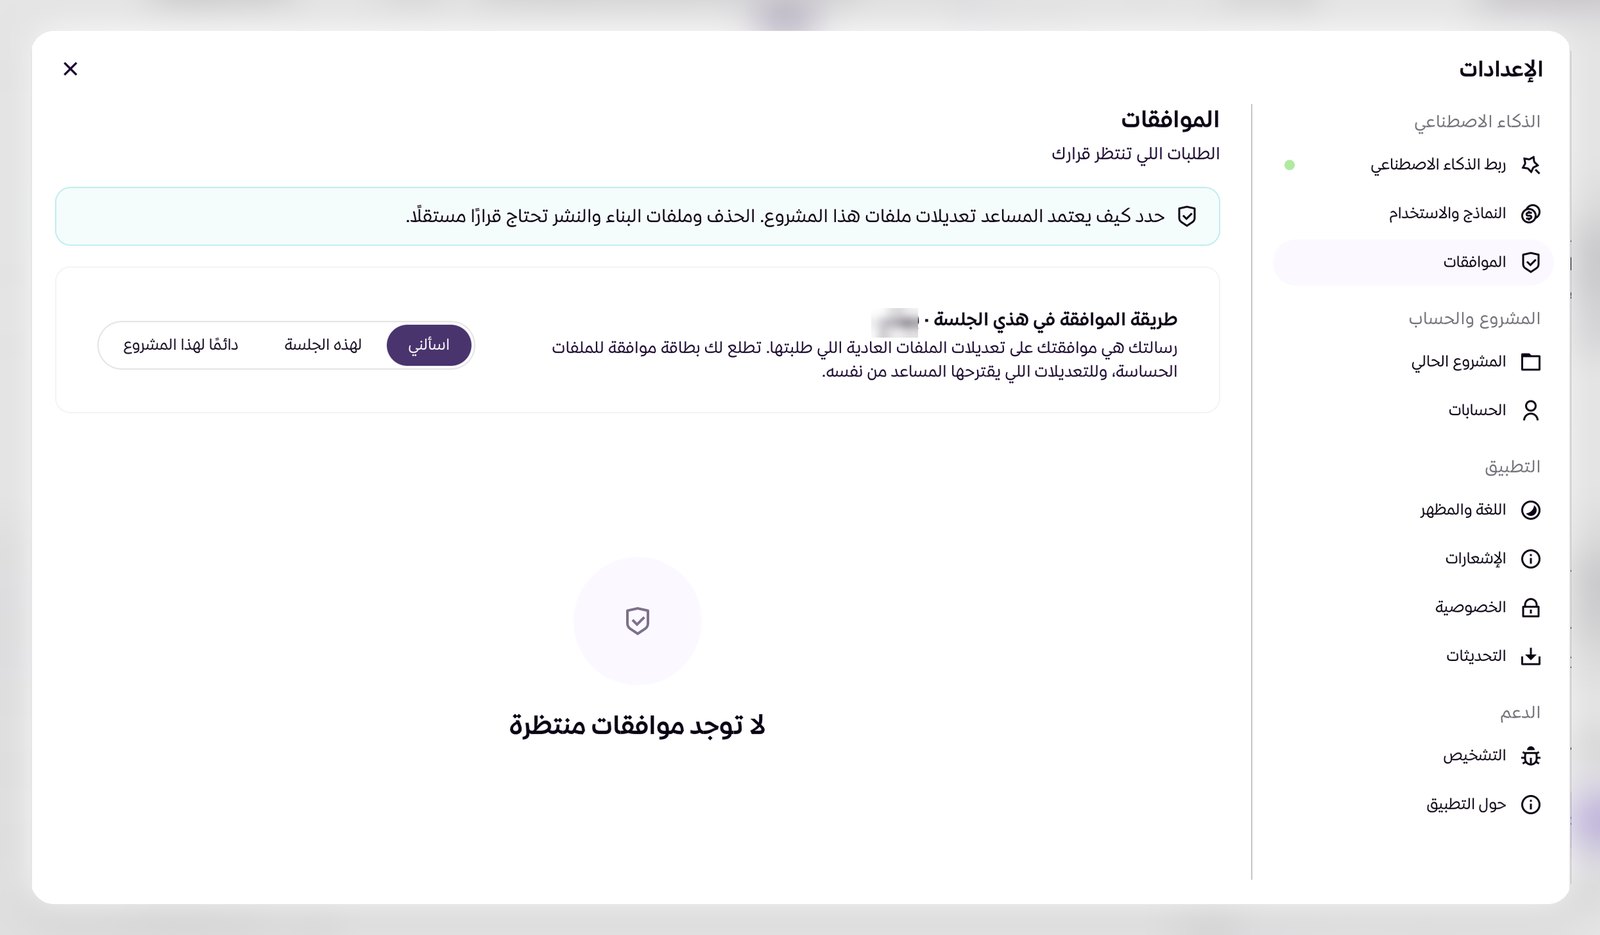 الإعدادات
الذكاء الاصطناعي
ربط الذكاء الاصطناعي
النماذج والاستخدام
الموافقات
المشروع والحساب
المشروع الحالي
الحسابات
التطبيق
اللغة والمظهر
الإشعارات
الخصوصية
التحديثات
الدعم
التشخيص
حول التطبيق
الموافقات
الطلبات اللي تنتظر قرارك
حدد كيف يعتمد المساعد تعديلات ملفات هذا المشروع. الحذف وملفات البناء والنشر تحتاج قرارًا مستقلًا.
طريقة الموافقة في هذي الجلسة ·
رسالتك هي موافقتك على تعديلات الملفات العادية اللي طلبتها. تطلع لك بطاقة موافقة للملفات
الحساسة، وللتعديلات اللي يقترحها المساعد من نفسه.
اسألني
لهذه الجلسة
دائمًا لهذا المشروع
لا توجد موافقات منتظرة